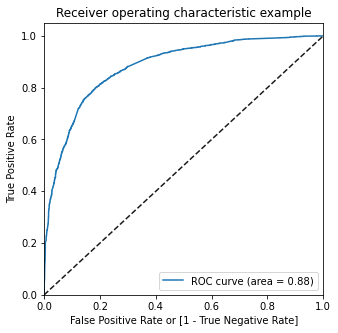 Receiver operating characteristic example
True Positive Rate
1.0
0.8
0.6
0.4
0.2
0.0
ROC curve (area = 0.88)
0.0 0.2 0.4 0.6 0.8 1.0
False Positive Rate or [1 - True Negative Rate]